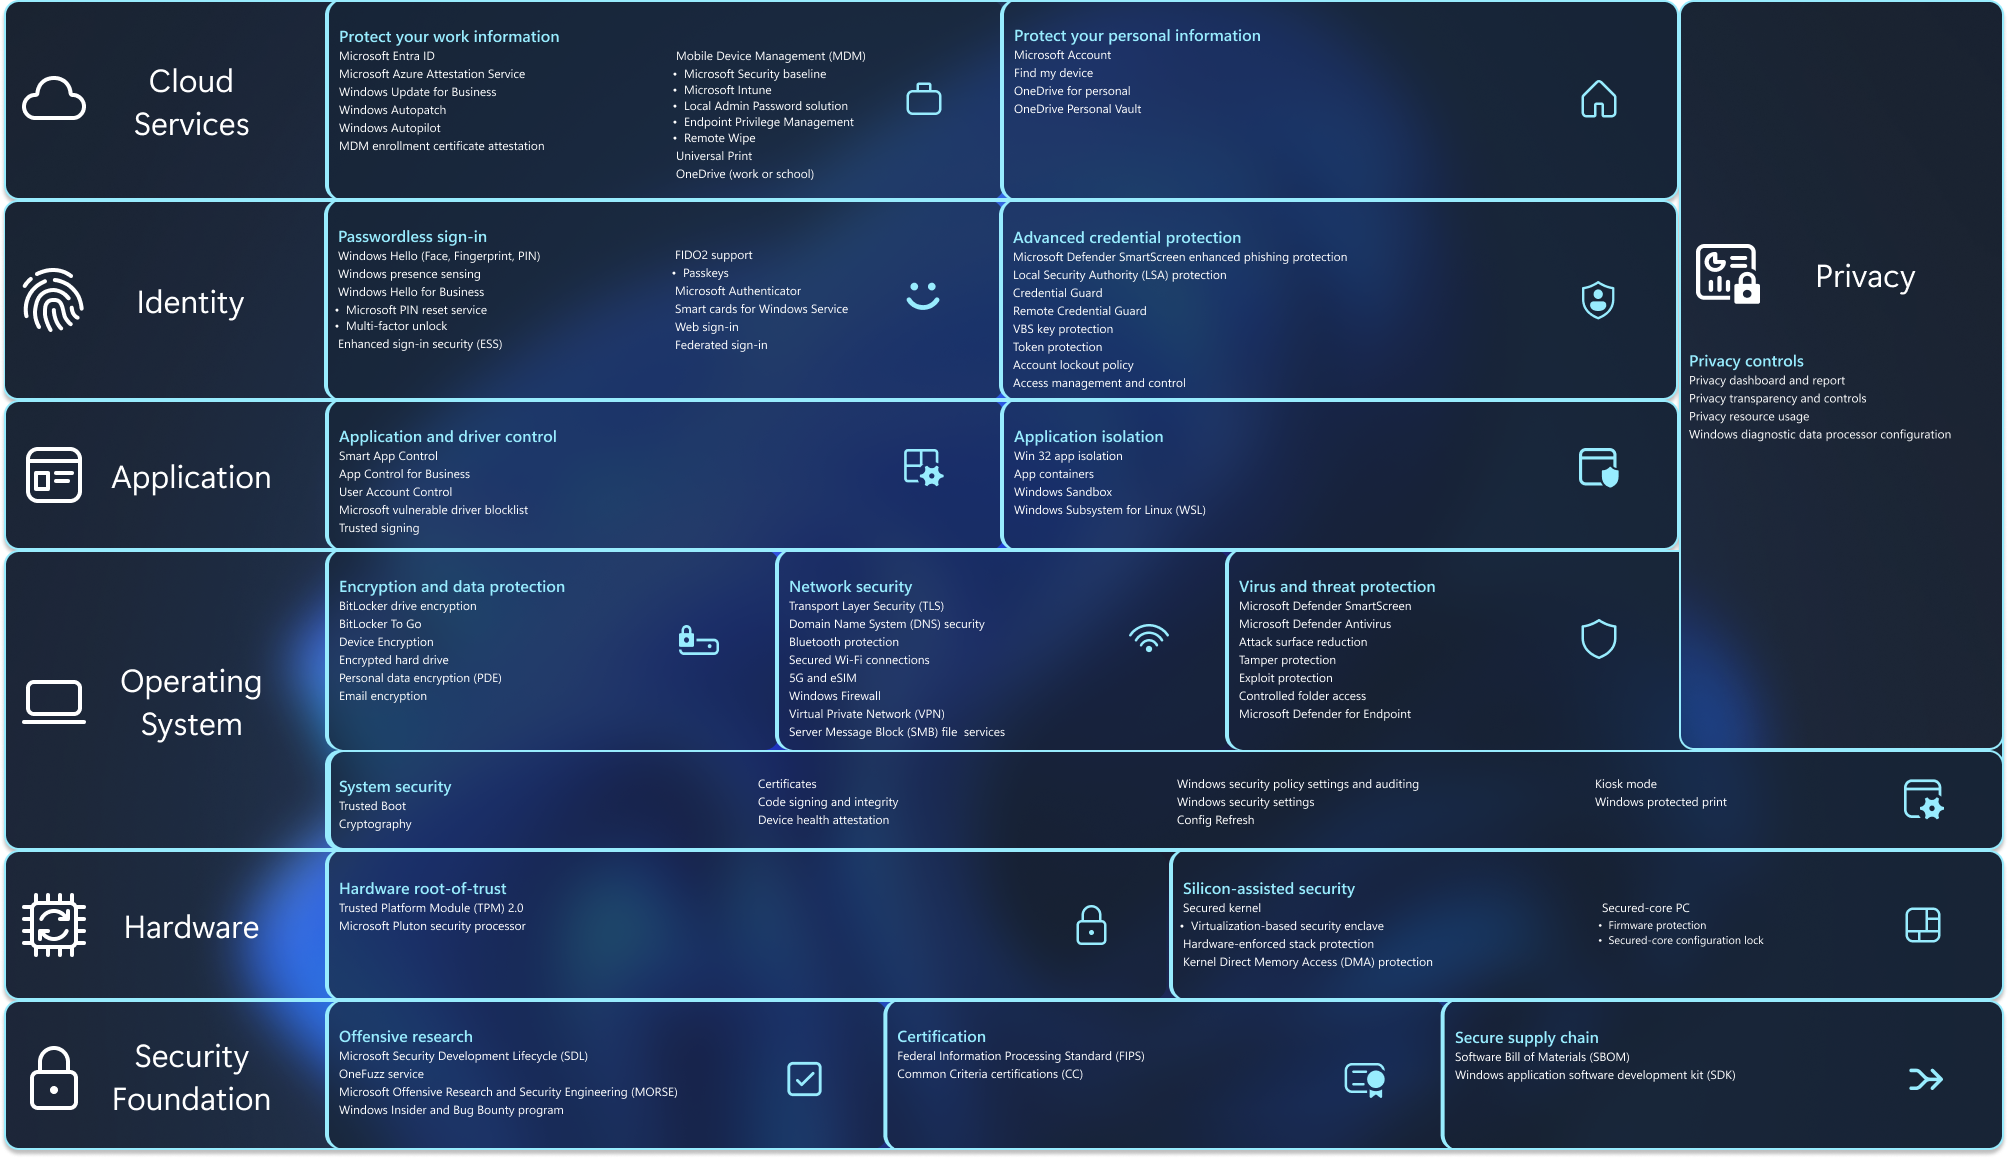 Cloud
Services
Protect your work information
Microsoft Entra ID
Microsoft Azure Attestation Service
Windows Update for Business
Windows Autopatch
Windows Autopilot
MDM enrollment certificate attestation
Mobile Device Management (MDM)
• Microsoft Security baseline
• Microsoft Intune
• Local Admin Password solution
• Endpoint Privilege Management
• Remote Wipe
Universal Print
OneDrive (work or school)
Protect your personal information
Microsoft Account
Find my device
OneDrive for personal
OneDrive Personal Vault
Identity
Passwordless sign-in
Windows Hello (Face, Fingerprint, PIN)
Windows presence sensing
Windows Hello for Business
• Microsoft PIN reset service
• Multi-factor unlock
Enhanced sign-in security (ESS)
FIDO2 support
• Passkeys
Microsoft Authenticator
Smart cards for Windows Service
Web sign-in
Federated sign-in
Advanced credential protection
Microsoft Defender SmartScreen enhanced phishing protection
Local Security Authority (LSA) protection
Credential Guard
Remote Credential Guard
VBS key protection
Token protection
Account lockout policy
Access management and control
Privacy
Privacy controls
Privacy dashboard and report
Privacy transparency and controls
Privacy resource usage
Windows diagnostic data processor configuration
Application
Application and driver control
Smart App Control
App Control for Business
User Account Control
Microsoft vulnerable driver blocklist
Trusted signing
Application isolation
Win 32 app isolation
App containers
Windows Sandbox
Windows Subsystem for Linux (WSL)
Operating
System
Encryption and data protection
BitLocker drive encryption
BitLocker To Go
Device Encryption
Encrypted hard drive
Personal data encryption (PDE)
Email encryption
Network security
Transport Layer Security (TLS)
Domain Name System (DNS) security
Bluetooth protection
Secured Wi-Fi connections
5G and eSIM
Windows Firewall
Virtual Private Network (VPN)
Server Message Block (SMB) file  services
Virus and threat protection
Microsoft Defender SmartScreen
Microsoft Defender Antivirus
Attack surface reduction
Tamper protection
Exploit protection
Controlled folder access
Microsoft Defender for Endpoint
System security
Trusted Boot
Cryptography
Certificates
Code signing and integrity
Device health attestation
Windows security policy settings and auditing
Windows security settings
Config Refresh
Kiosk mode
Windows protected print
Hardware
Hardware root-of-trust
Trusted Platform Module (TPM) 2.0
Microsoft Pluton security processor
Silicon-assisted security
Secured kernel
• Virtualization-based security enclave
Hardware-enforced stack protection
Kernel Direct Memory Access (DMA) protection
Secured-core PC
• Firmware protection
• Secured-core configuration lock
Security
Foundation
Offensive research
Microsoft Security Development Lifecycle (SDL)
OneFuzz service
Microsoft Offensive Research and Security Engineering (MORSE)
Windows Insider and Bug Bounty program
Certification
Federal Information Processing Standard (FIPS)
Common Criteria certifications (CC)
Secure supply chain
Software Bill of Materials (SBOM)
Windows application software development kit (SDK)